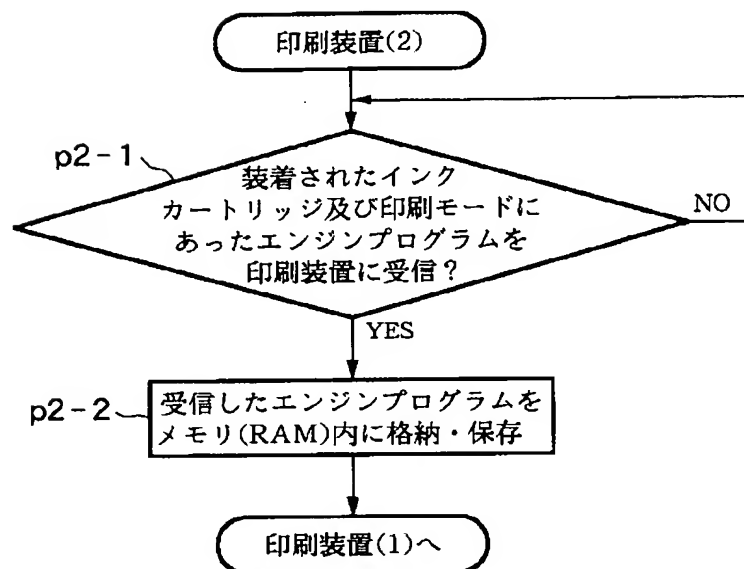 印刷装置(2)
p2-1
装着されたインク
カートリッジ及び印刷モードに
あったエンジンプログラムを
印刷装置に受信？
NO
YES
p2-2
受信したエンジンプログラムを
メモリ(RAM)内に格納・保存
印刷装置(1)へ